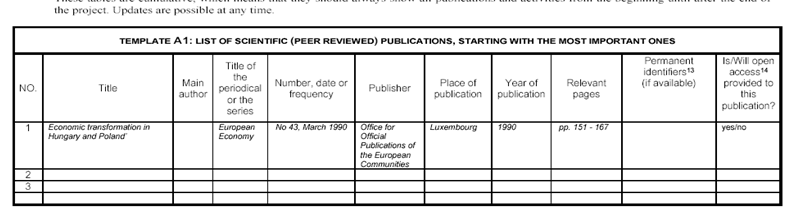 These tables are cumulative, which means that they should always show all publications and activities from the beginning until after the end of
the project. Updates are possible at any time.
TEMPLATE A1: LIST OF SCIENTIFIC (PEER REVIEWED) PUBLICATIONS, STARTING WITH THE MOST IMPORTANT ONES
NO.
Title
Main
author
Title of
the
periodical
or the
series
Number, date or
frequency
Publisher
Place of
publication
Year of
publication
Relevant
pages
Permanent
identifiers13
(if available)
Is/Will open
access14
provided to
this
publication?
1
Economic transformation in
Hungary and Poland'
European
Economy
No 43, March 1990
Office for
Official
Publications of
the European
Communities
Luxembourg
1990
pp. 151 - 167
yes/no
2
3